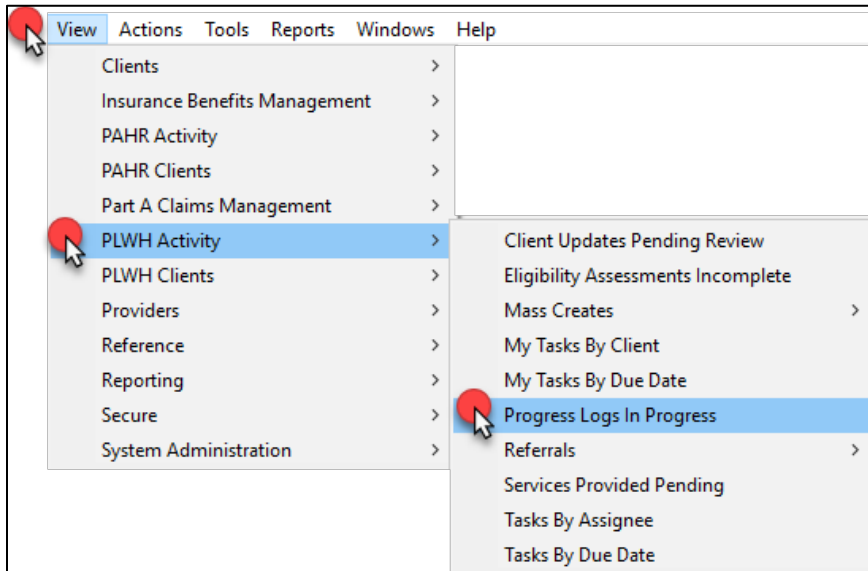 View Actions Tools Reports Windows Help
Clients
Insurance Benefits Management
PAHR Activity
PAHR Clients
Part A Claims Management
PLWH Activity
PLWH Clients
Providers
Reference
Reporting
Secure
System Administration
Client Updates Pending Review
Eligibility Assessments Incomplete
Mass Creates
My Tasks By Client
My Tasks By Due Date
Progress Logs In Progress
Referrals
Services Provided Pending
Tasks By Assignee
Tasks By Due Date